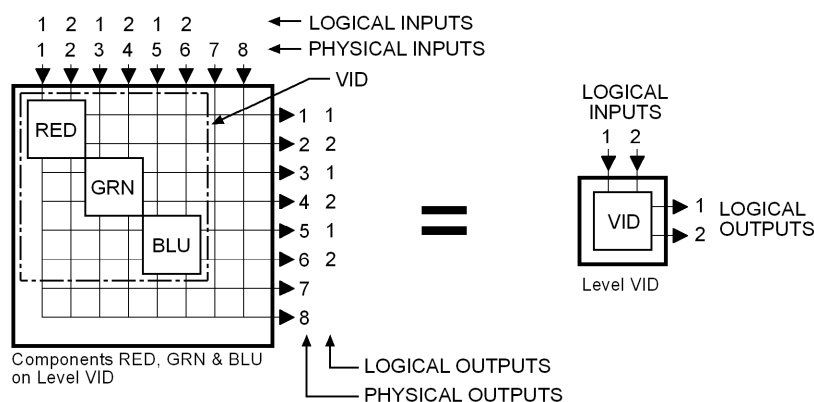 1 2 1 2 1 2 LOGICAL INPUTS
1 2 3 4 5 6 7 8 PHYSICAL INPUTS
VID
RED
GRN
BLU
1 1
2 2
3 1
4 2
5 1
6 2
7
8
Components RED, GRN & BLU
on Level VID
LOGICAL OUTPUTS
PHYSICAL OUTPUTS
=
LOGICAL
INPUTS
1 2
VID
1 LOGICAL
2 OUTPUTS
Level VID